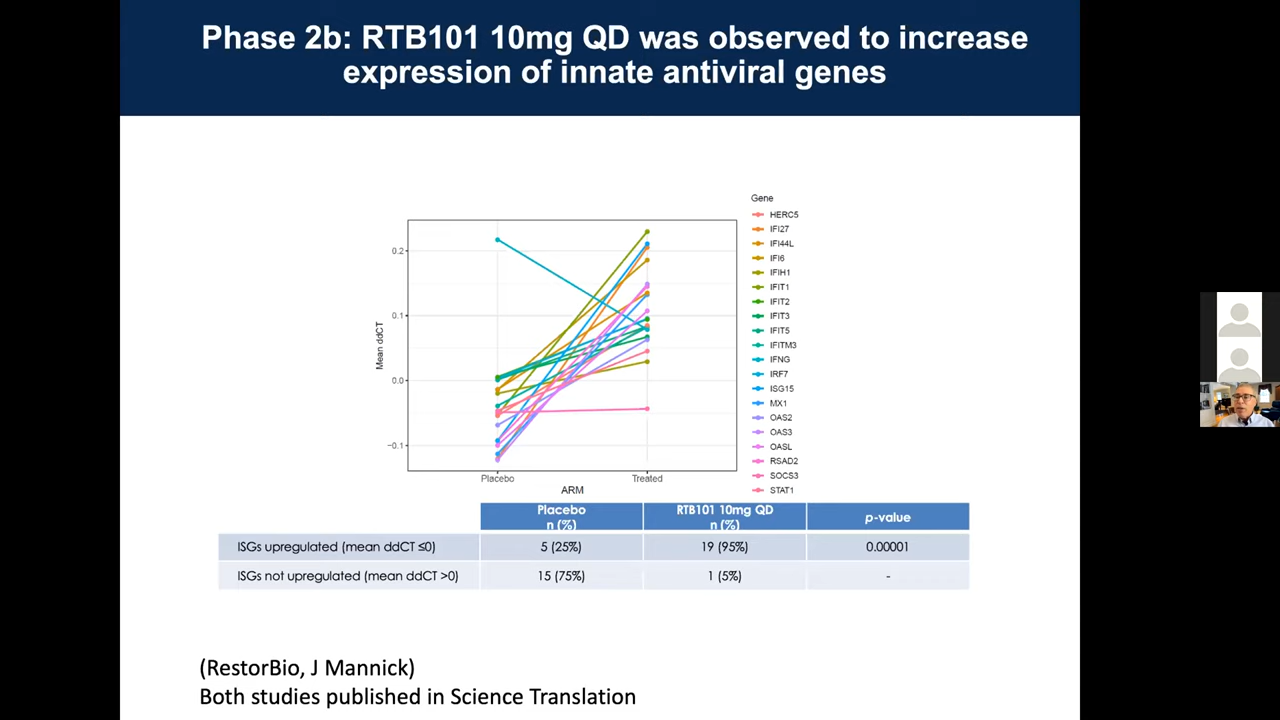 Phase 2b: RTB101 10mg QD was observed to increase
expression of innate antiviral genes
Gene
HERC5
IFI27
IFI44L
IFI6
IFIH1
IFIT1
IFIT2
IFIT3
IFIT5
IFITM3
IFNG
IRF7
ISG15
MX1
OAS2
OAS3
OASL
RSAD2
SOCS3
STAT1
Mean ddCT
0.2
0.1
0.0
−0.1
Placebo Treated
ARM
Placebo
n (%)
RTB101 10mg QD
n (%)
p-value
ISGs upregulated (mean ddCT ≤0) 5 (25%) 19 (95%) 0.00001
ISGs not upregulated (mean ddCT >0) 15 (75%) 1 (5%) -
(RestorBio, J Mannick)
Both studies published in Science Translation